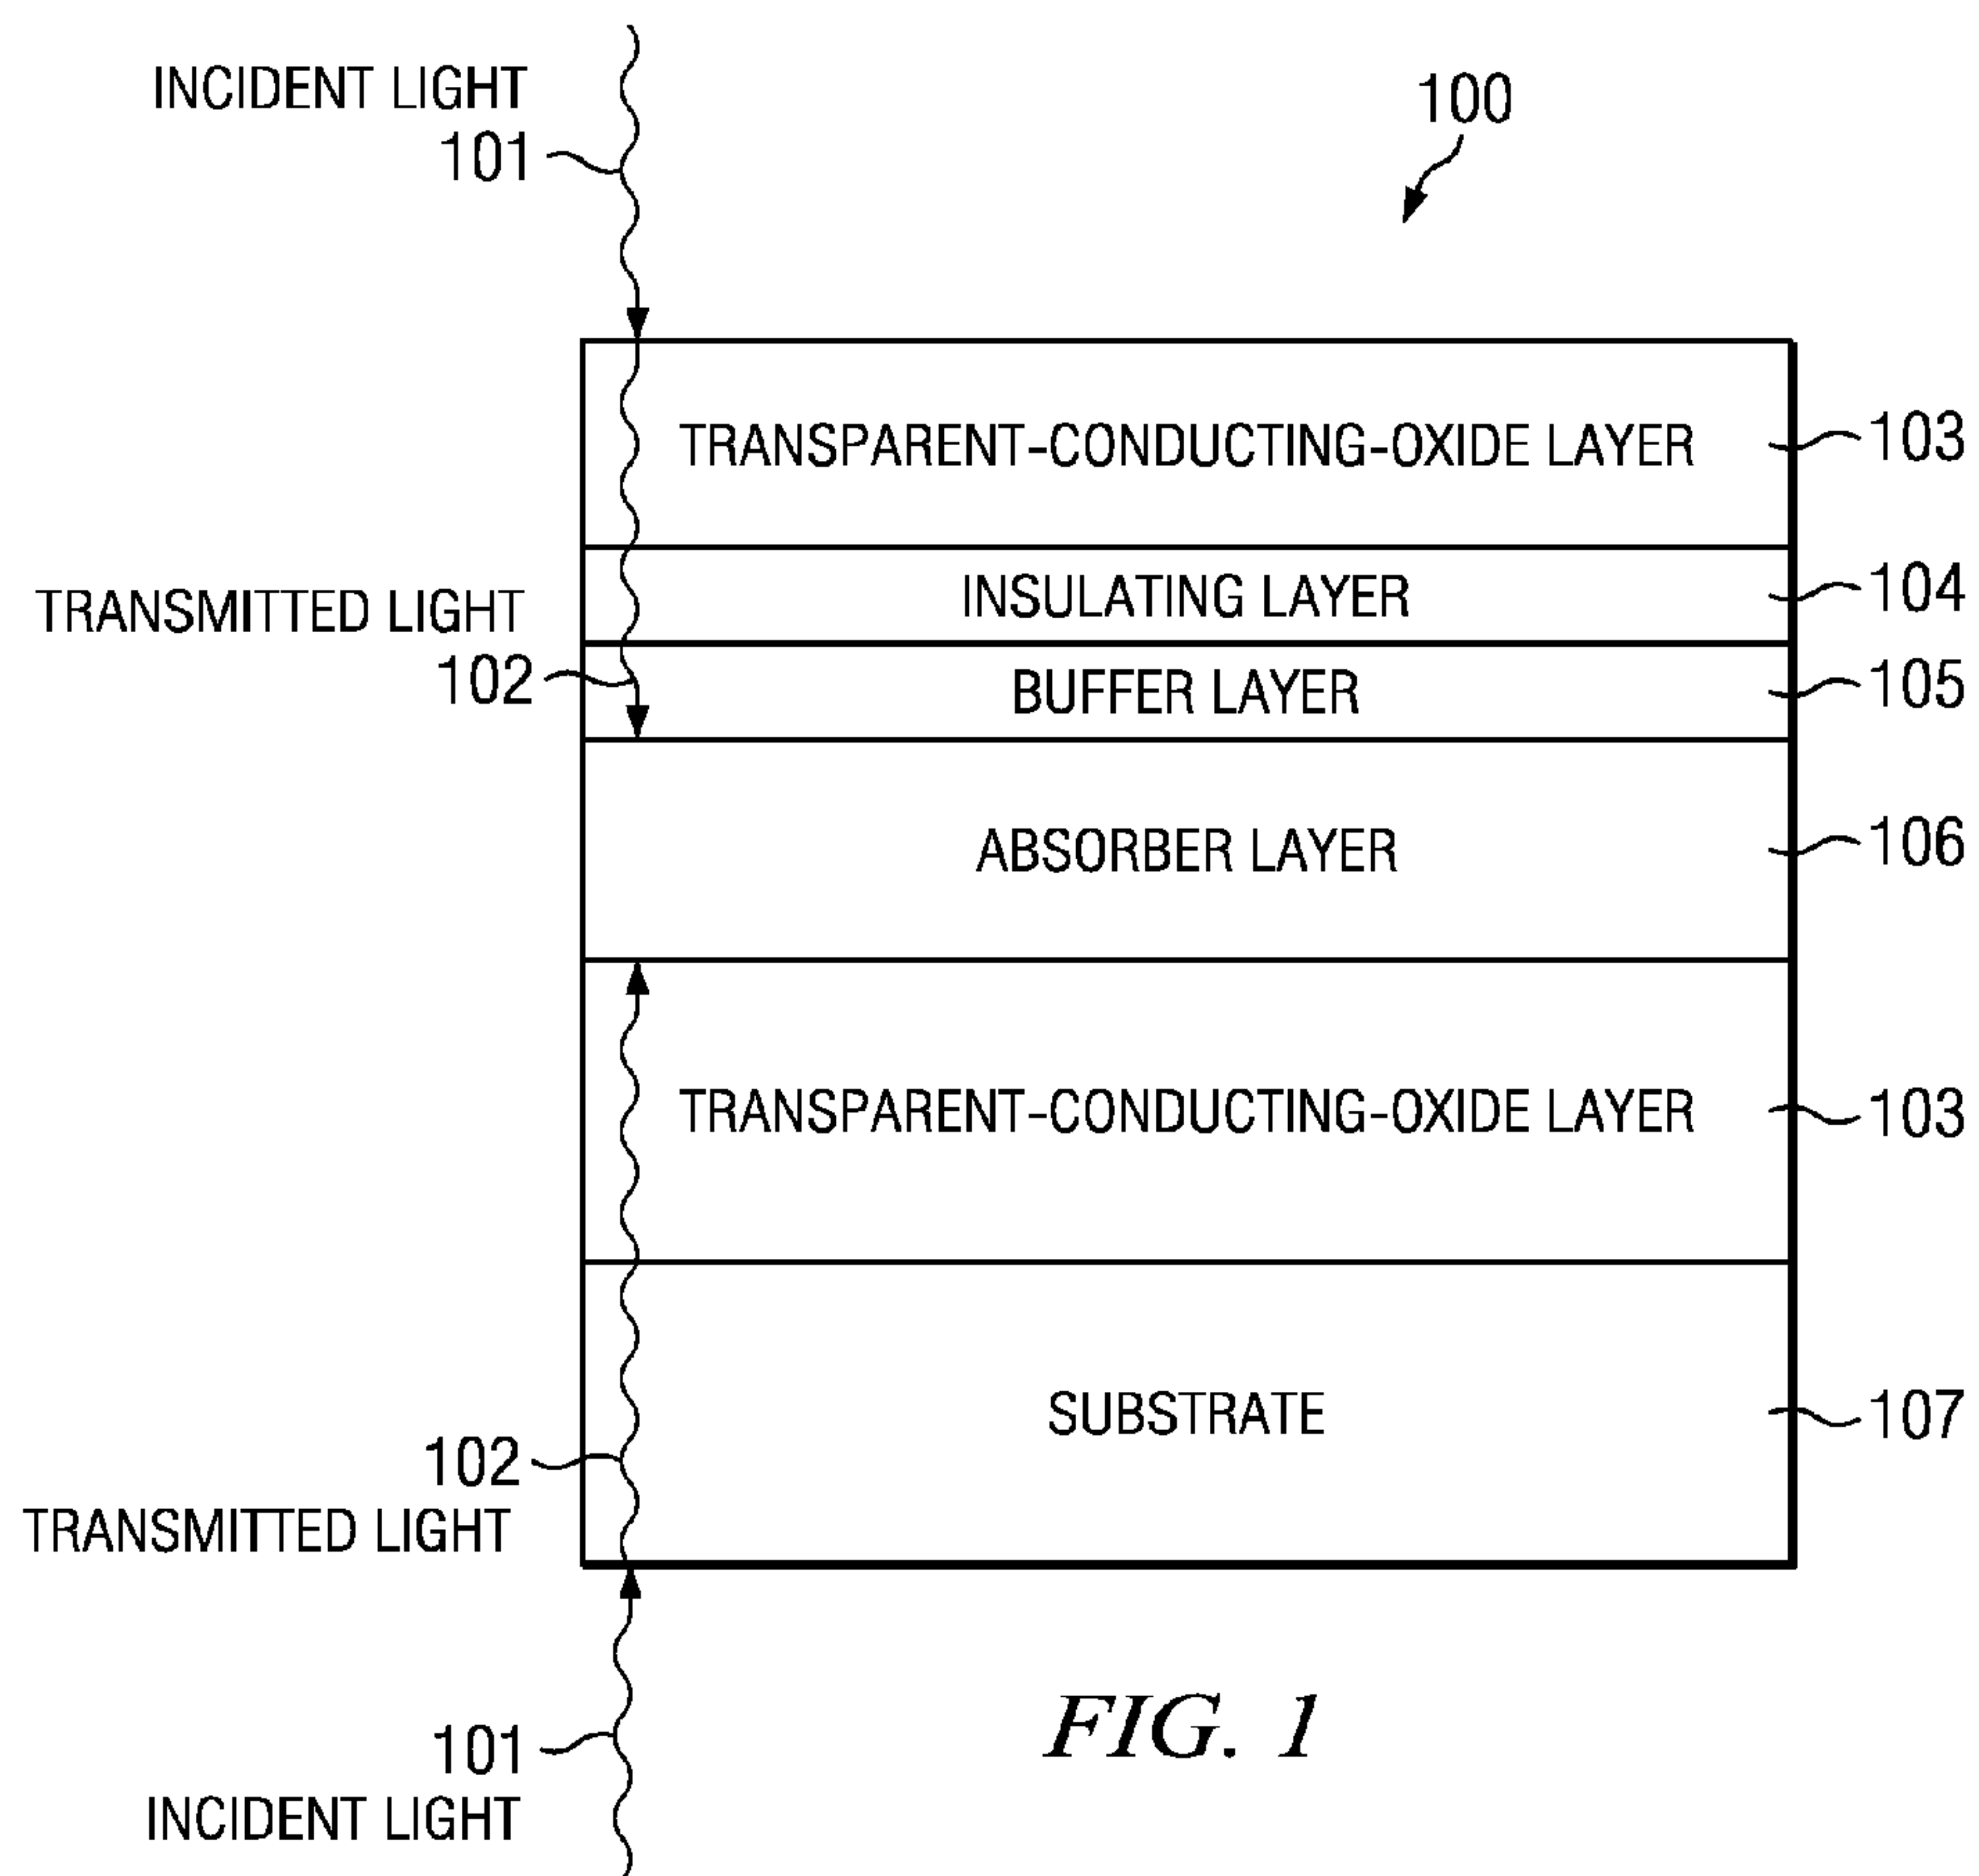 INCIDENT LIGHT
101
100
TRANSPARENT-CONDUCTING-OXIDE LAYER
103
INSULATING LAYER
104
TRANSMITTED LIGHT
102
BUFFER LAYER
105
ABSORBER LAYER
106
TRANSPARENT-CONDUCTING-OXIDE LAYER
103
SUBSTRATE
107
102
TRANSMITTED LIGHT
101
INCIDENT LIGHT
FIG. 1